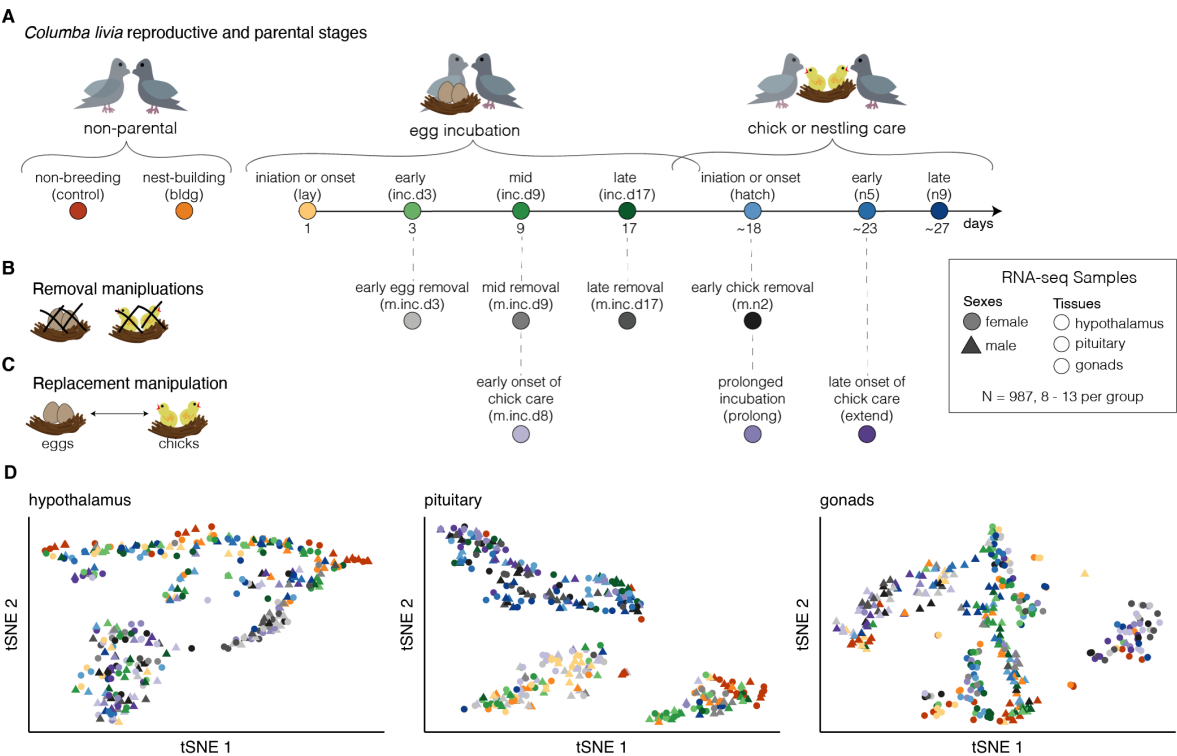 A
Columba livia reproductive and parental stages
non-parental
egg incubation
chick or nestling care
non-breeding
(control)
nest-building
(bldg)
iniation or onset
(lay)
early
(inc.d3)
mid
(inc.d9)
late
(inc.d17)
iniation or onset
(hatch)
early
(n5)
late
(n9)
1
3
9
17
~18
~23
~27
days
B
Removal manipluations
early egg removal
(m.inc.d3)
mid removal
(m.inc.d9)
late removal
(m.inc.d17)
early chick removal
(m.n2)
RNA-seq Samples
Sexes
female
male
Tissues
hypothalamus
pituitary
gonads
N = 987, 8 - 13 per group
C
Replacement manipulation
eggs
chicks
early onset of
chick care
(m.inc.d8)
prolonged
incubation
(prolong)
late onset of
chick care
(extend)
D
hypothalamus
tSNE 2
tSNE 1
pituitary
tSNE 2
tSNE 1
gonads
tSNE 2
tSNE 1